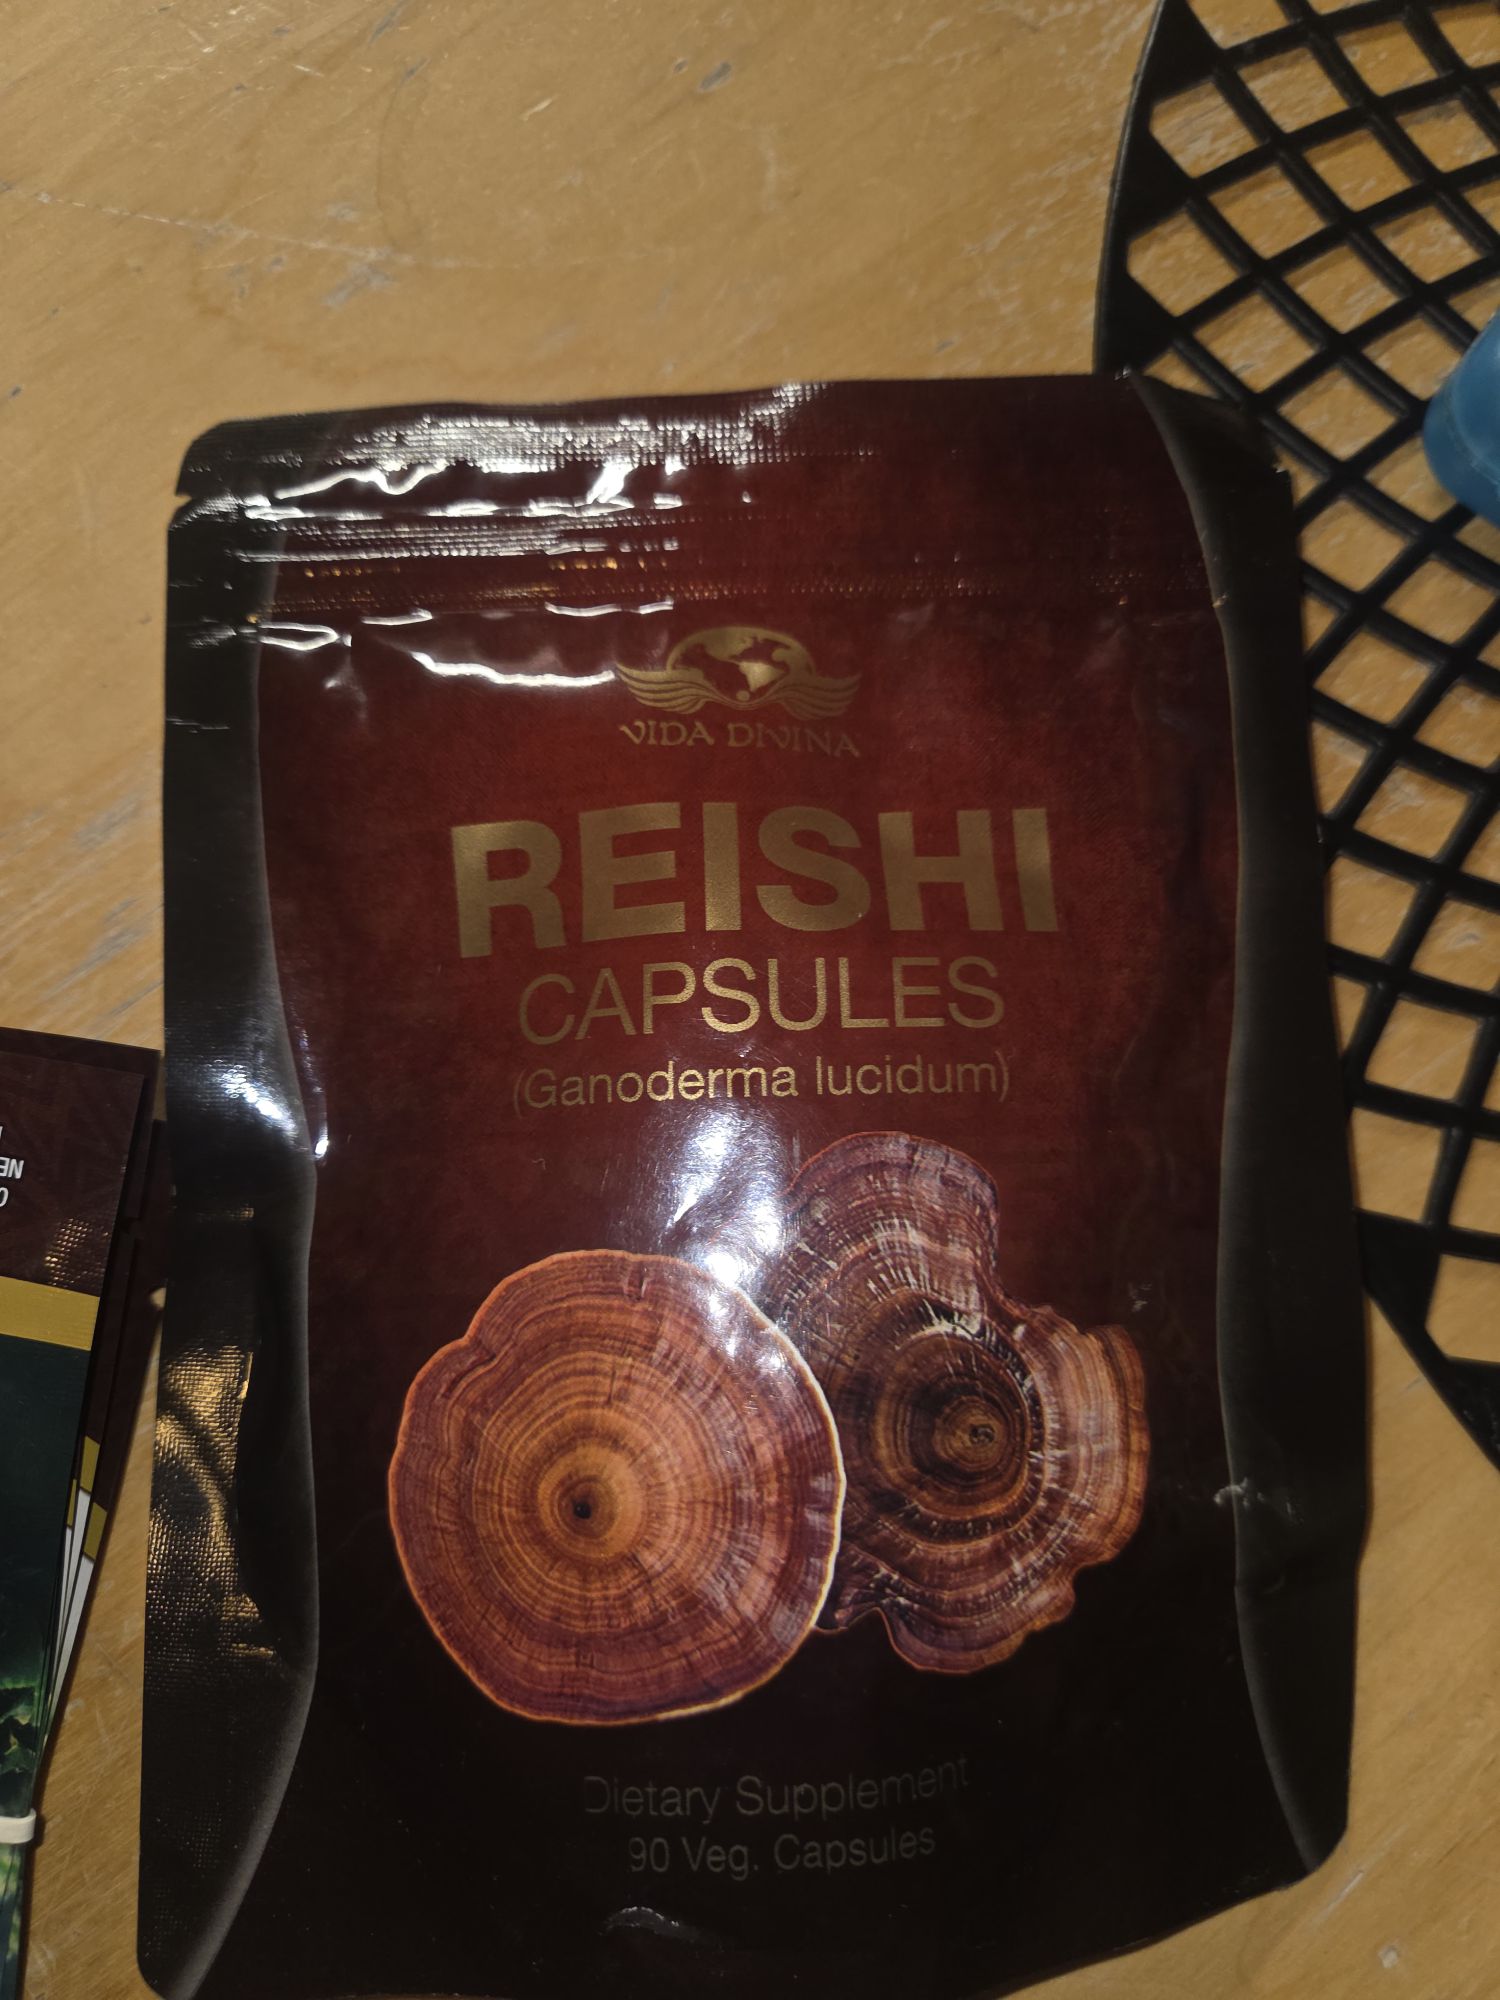 VIDA DIVINA
REISHI
CAPSULES
(Ganoderma lucidum)
Dietary Supplement
90 Veg. Capsules